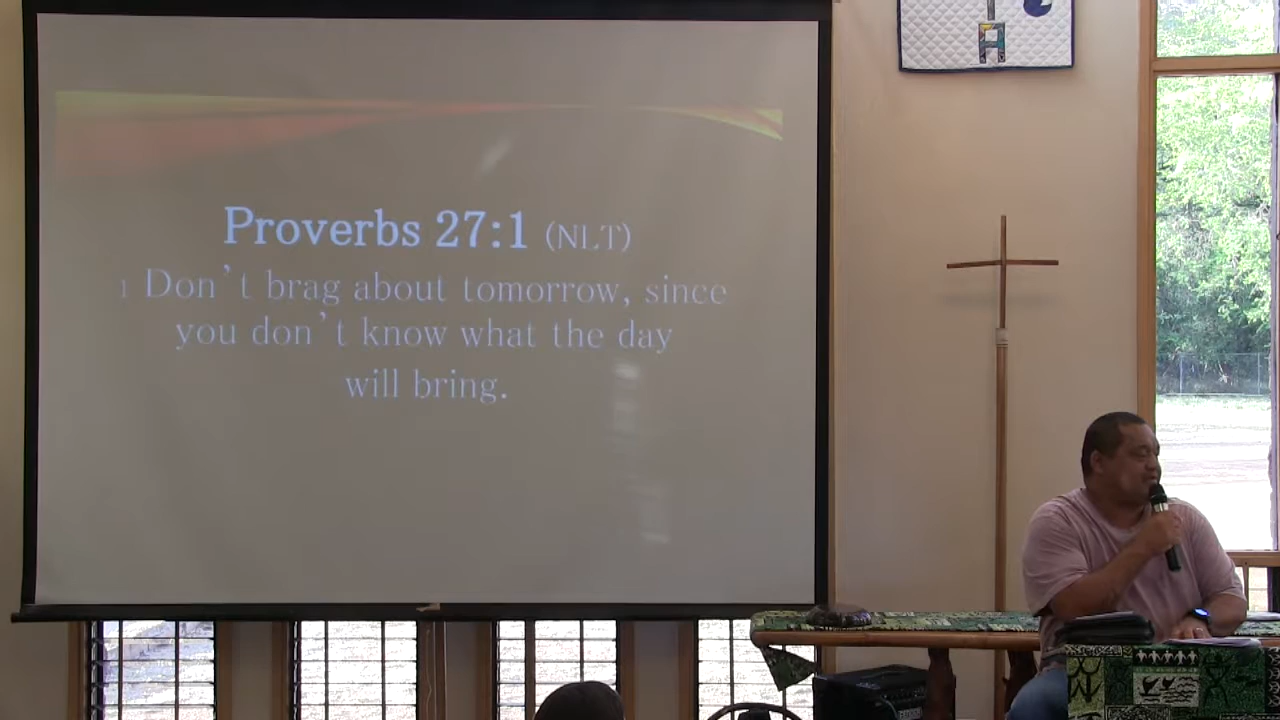 Proverbs 27:1 (NLT)
1 Don't brag about tomorrow, since
you don't know what the day
will bring.